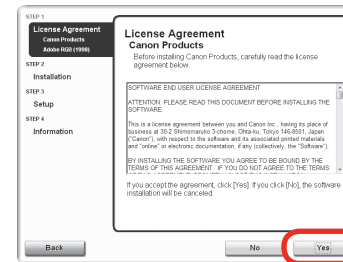 STEP 1
License Agreement
Canon Products
Adobe RGB (1998)
STEP 2
Installation
STEP 3
Setup
STEP 4
Information
License Agreement
Canon Products
Before installing Canon Products, carefully read the license
agreement below.
SOFTWARE END USER LICENSE AGREEMENT
ATTENTION: PLEASE READ THIS DOCUMENT BEFORE INSTALLING THE
SOFTWARE.
This is a license agreement between you and Canon Inc., having its place of
business at 30-2 Shimomaruko 3-chome, Ohta-ku, Tokyo 146-8501, Japan
("Canon"), with respect to the software and its associated printed materials
and "online" or electronic documentation, if any (collectively, the "Software").
BY INSTALLING THE SOFTWARE YOU AGREE TO BE BOUND BY THE
TERMS OF THIS AGREEMENT. IF YOU DO NOT AGREE TO THE TERMS
If you accept the agreement, click [Yes]. If you click [No], the software
installation will be canceled.
Back
No
Yes